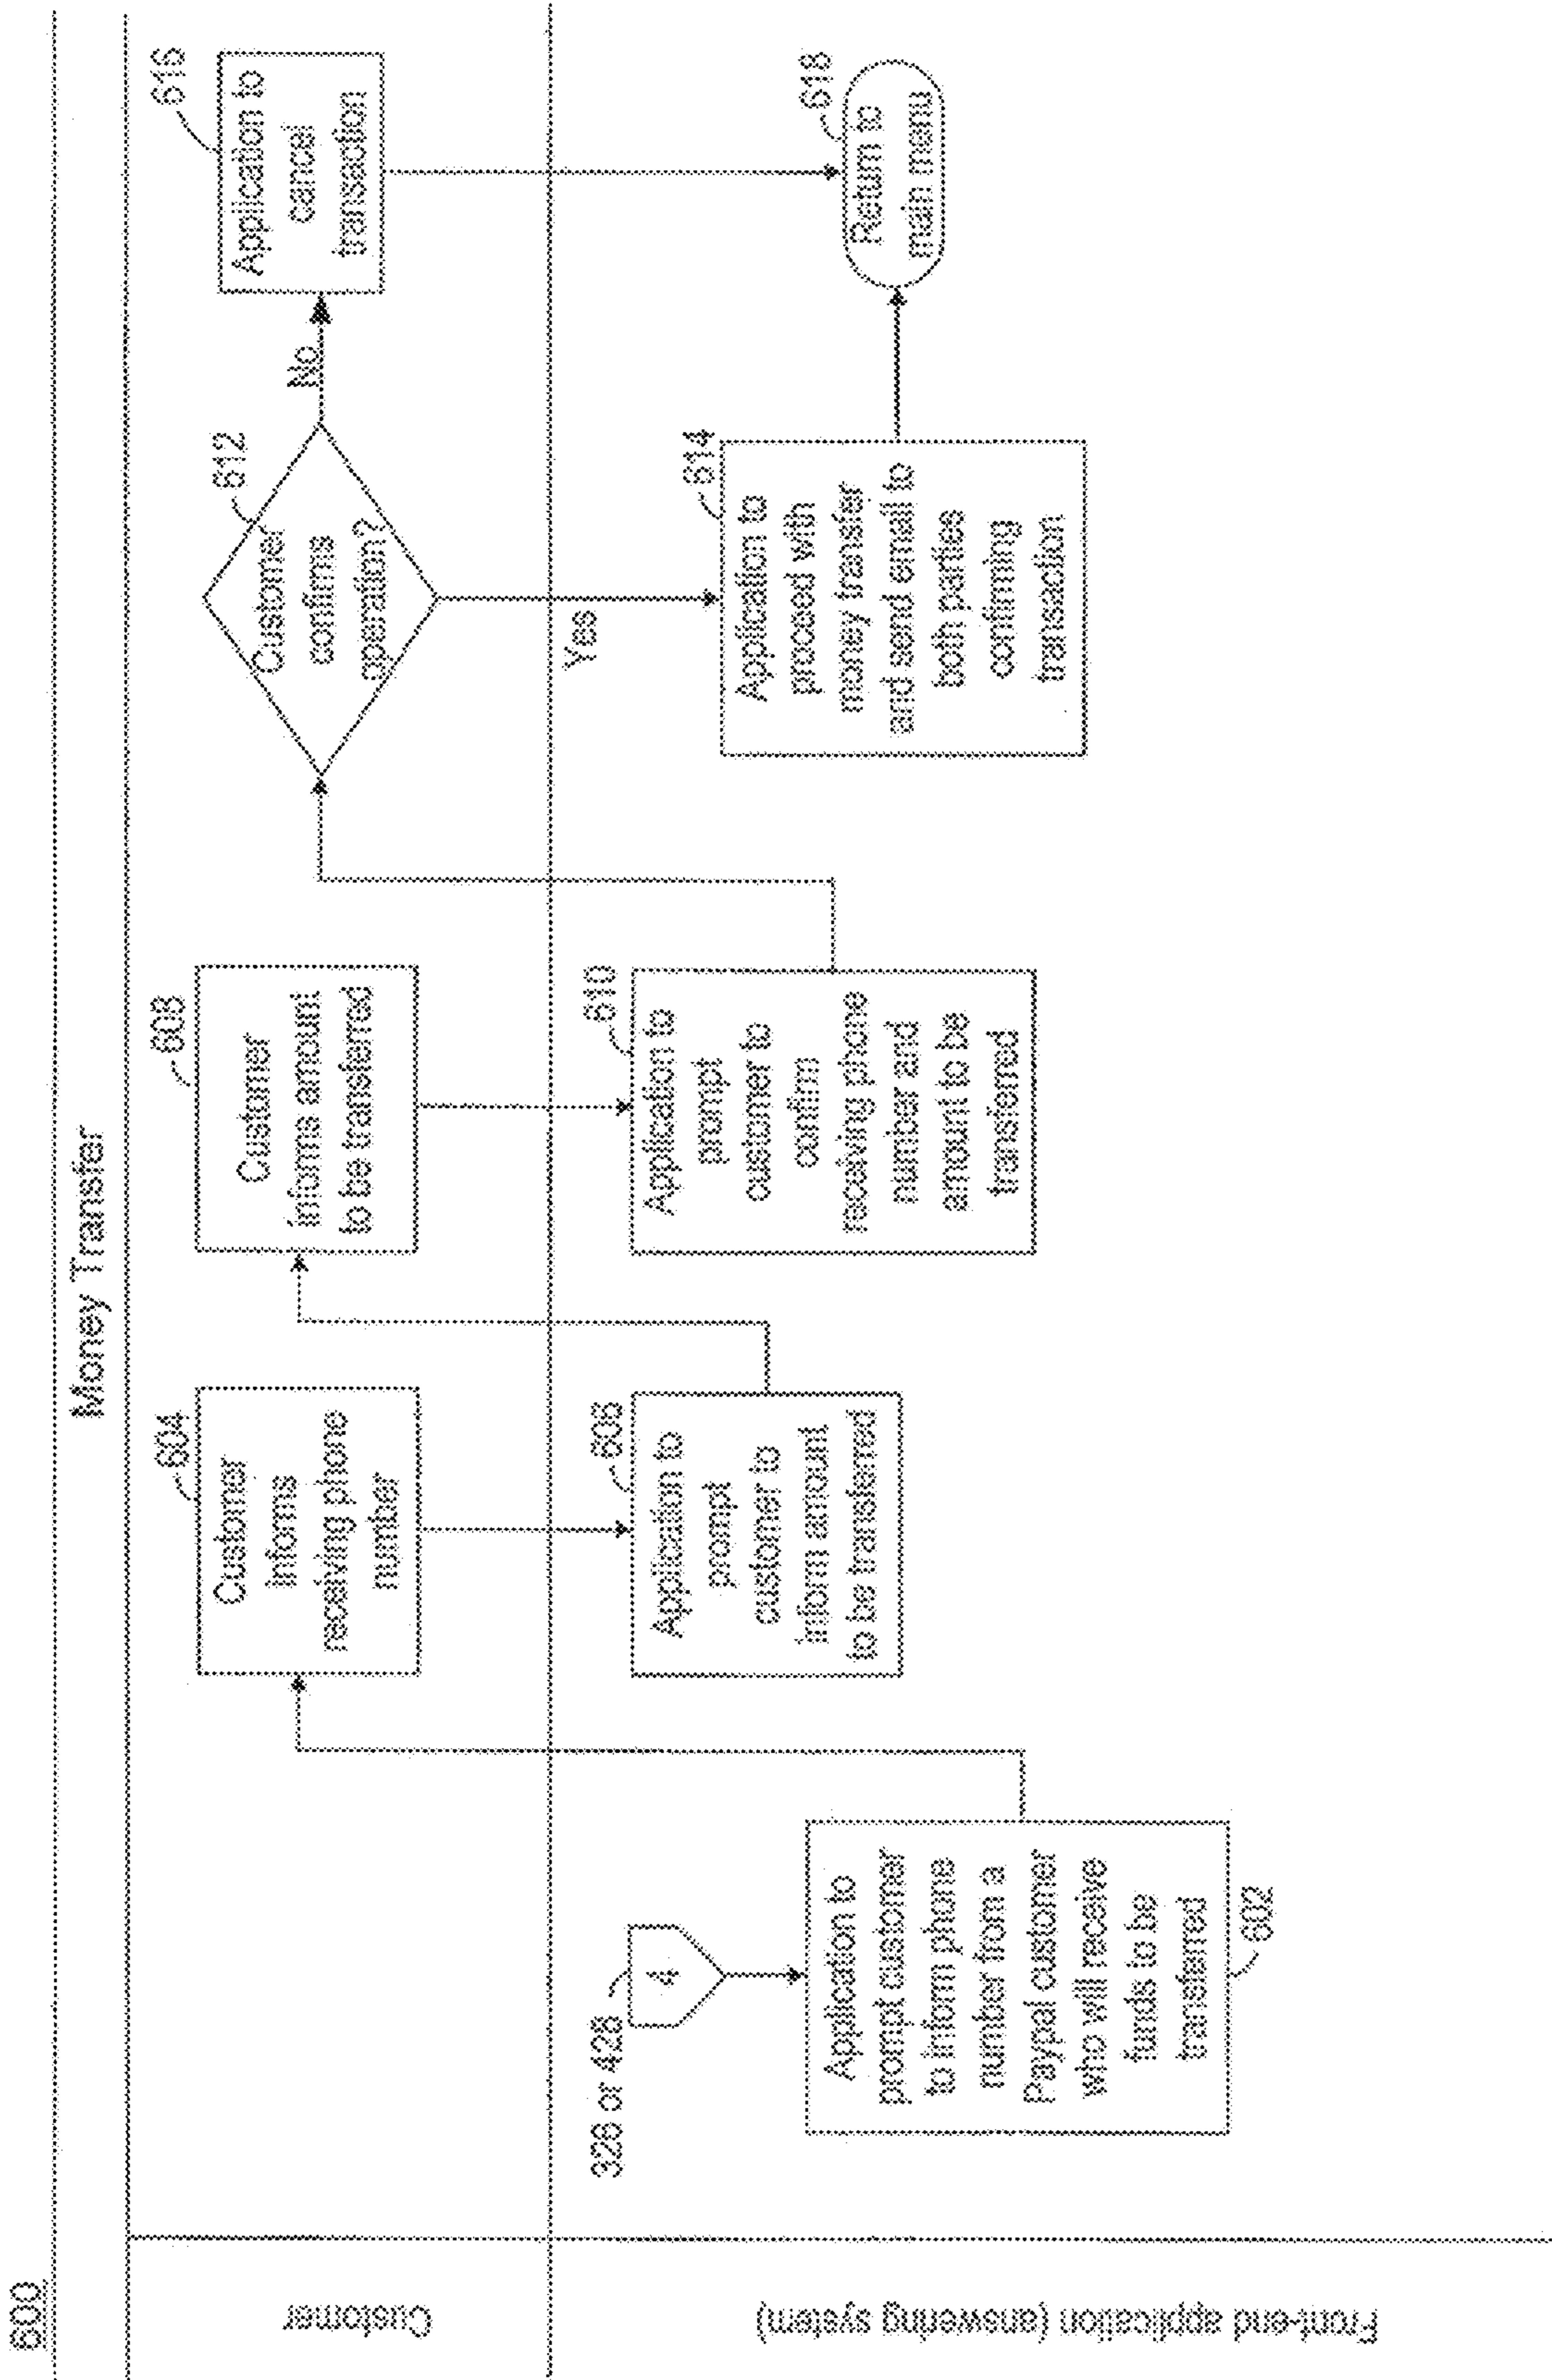 600
Money Transfer
Customer
Front-end application (answering system)
328 or 428
4
Application to
prompt customer
to inform phone
number from a
Paypal customer
who will receive
funds to be
transferred
602
604
Customer
informs
receiving phone
number
606
Application to
prompt
customer to
inform amount
to be transferred
608
Customer
informs amount
to be transferred
610
Application to
prompt
customer to
confirm
receiving phone
number and
amount to be
transferred
612
Customer
confirms
operation?
No
Yes
614
Application to
proceed with
money transfer
and send email to
both parties
confirming
transaction
616
Application to
cancel
transaction
618
Return to
main menu